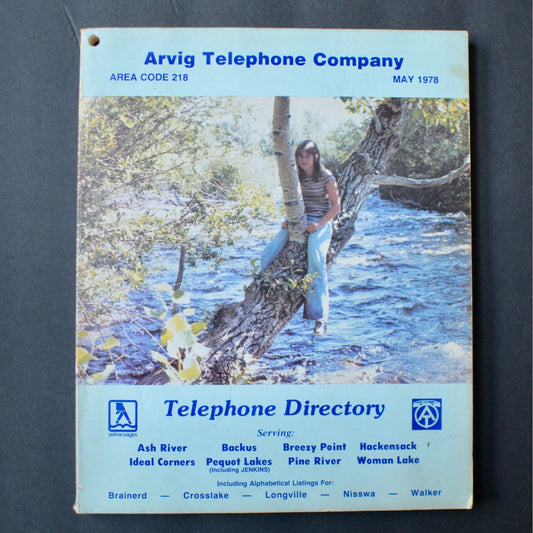 Arvig Telephone Company
AREA CODE 218 MAY 1978
Telephone Directory
yellow pages
Serving:
Ash River Backus Breezy Point Hackensack
Ideal Corners Pequot Lakes Pine River Woman Lake
(Including JENKINS)
Including Alphabetical Listings For:
Brainerd — Crosslake — Longville — Nisswa — Walker